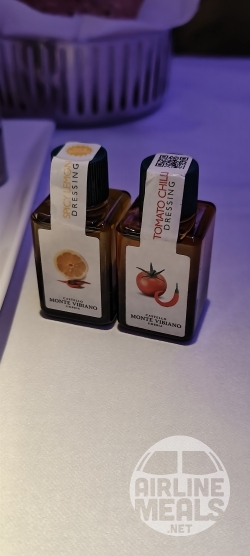 SPICY LEMON
DRESSING
CASTELLO
MONTE VIBIANO
TOMATO CHILLI
DRESSING
CASTELLO
MONTE VIBIANO
AIRLINE
MEALS
.NET